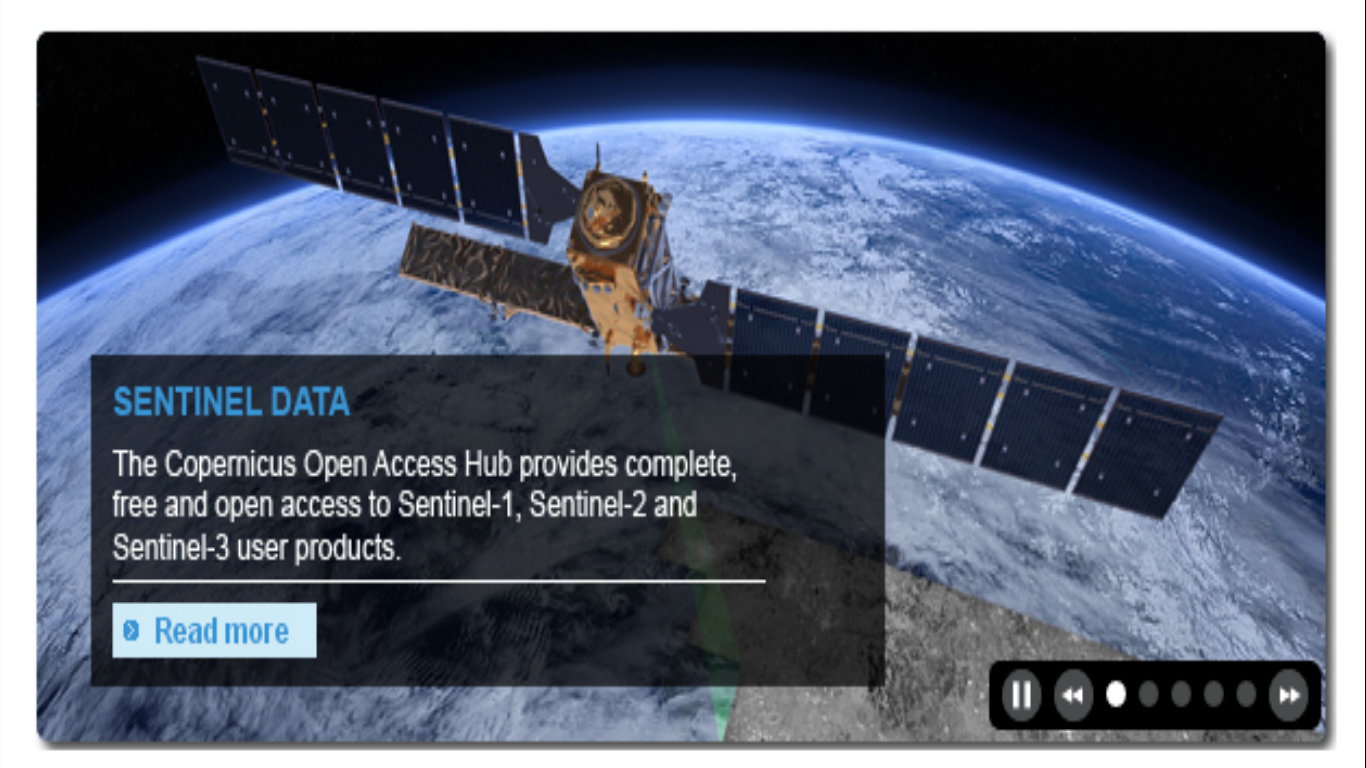 SENTINEL DATA
The Copernicus Open Access Hub provides complete,
free and open access to Sentinel-1, Sentinel-2 and
Sentinel-3 user products.
Read more